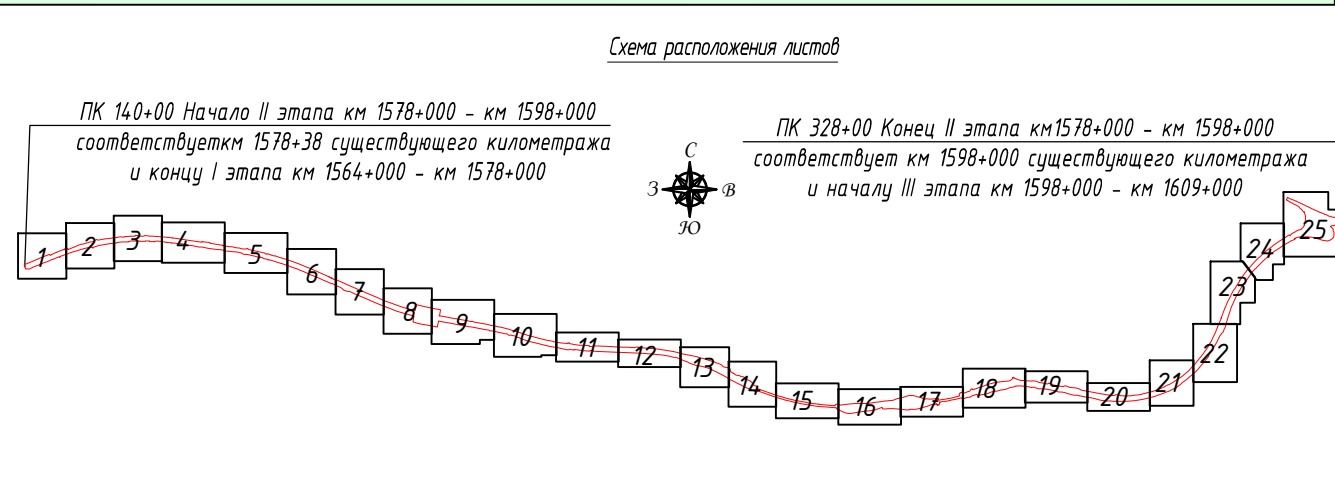 Схема расположения листов
ПК 140+00 Начало II этапа км 1578+000 - км 1598+000
соответствуеткм 1578+38 существующего километража
и концу I этапа км 1564+000 - км 1578+000
ПК 328+00 Конец II этапа км1578+000 - км 1598+000
соответствует км 1598+000 существующего километража
и началу III этапа км 1598+000 - км 1609+000
С
З
В
Ю
1
2
3
4
5
6
7
8
9
10
11
12
13
14
15
16
17
18
19
20
21
22
23
24
25